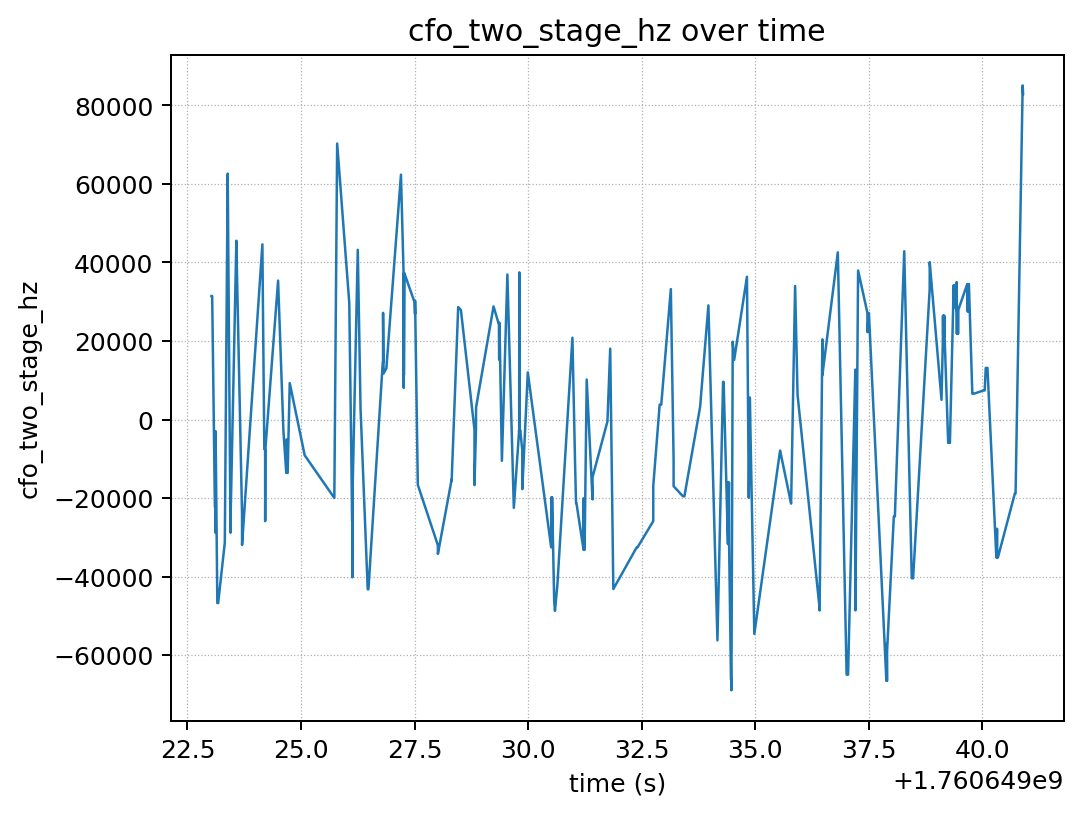 cfo_two_stage_hz over time
cfo_two_stage_hz
80000
60000
40000
20000
0
−20000
−40000
−60000
22.5 25.0 27.5 30.0 32.5 35.0 37.5 40.0
time (s)
+1.760649e9